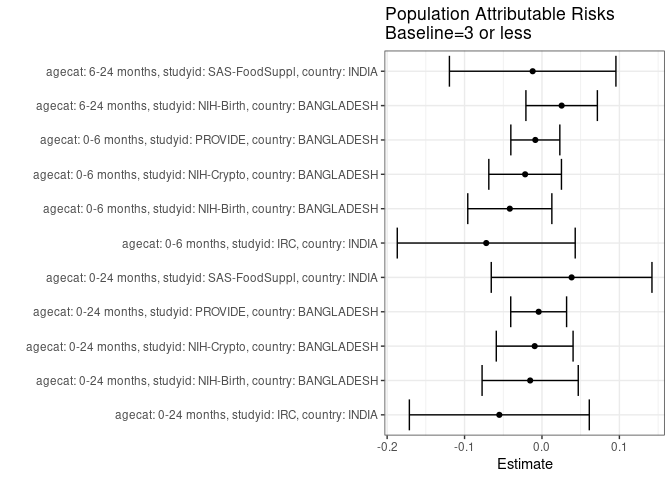 Population Attributable Risks
Baseline=3 or less
agecat: 6-24 months, studyid: SAS-FoodSuppl, country: INDIA
agecat: 6-24 months, studyid: NIH-Birth, country: BANGLADESH
agecat: 0-6 months, studyid: PROVIDE, country: BANGLADESH
agecat: 0-6 months, studyid: NIH-Crypto, country: BANGLADESH
agecat: 0-6 months, studyid: NIH-Birth, country: BANGLADESH
agecat: 0-6 months, studyid: IRC, country: INDIA
agecat: 0-24 months, studyid: SAS-FoodSuppl, country: INDIA
agecat: 0-24 months, studyid: PROVIDE, country: BANGLADESH
agecat: 0-24 months, studyid: NIH-Crypto, country: BANGLADESH
agecat: 0-24 months, studyid: NIH-Birth, country: BANGLADESH
agecat: 0-24 months, studyid: IRC, country: INDIA
-0.2 -0.1 0.0 0.1
Estimate